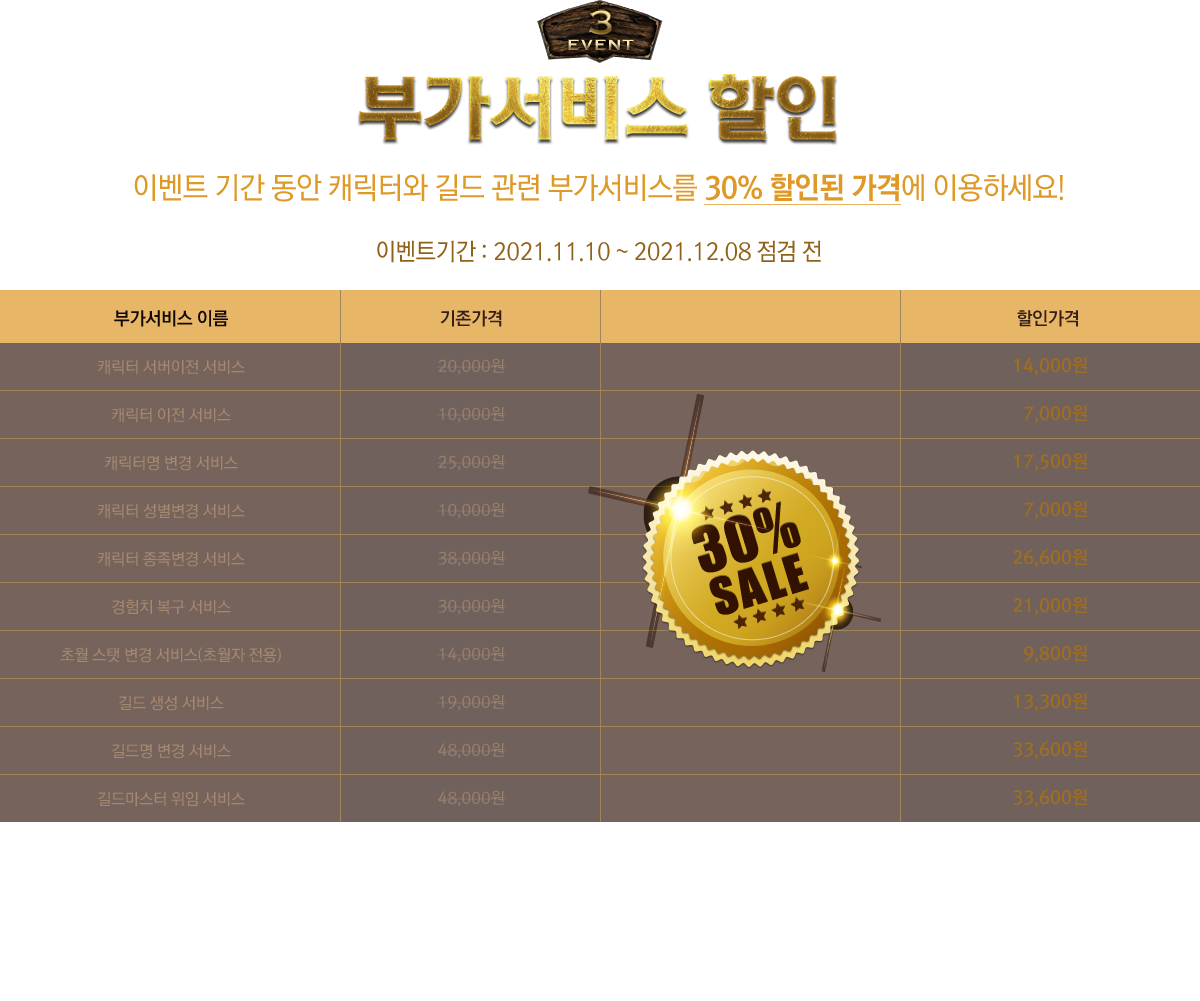 3
EVENT
부가서비스 할인
이벤트 기간 동안 캐릭터와 길드 관련 부가서비스를 30% 할인된 가격에 이용하세요!
이벤트기간 : 2021.11.10 ~ 2021.12.08 점검 전
부가서비스 이름 기존가격 할인가격
캐릭터 서버이전 서비스 20,000원 14,000원
캐릭터 이전 서비스 10,000원 7,000원
캐릭터명 변경 서비스 25,000원 17,500원
캐릭터 성별변경 서비스 10,000원 7,000원
캐릭터 종족변경 서비스 38,000원 26,600원
경험치 복구 서비스 30,000원 21,000원
초월 스탯 변경 서비스(초월자 전용) 14,000원 9,800원
길드 생성 서비스 19,000원 13,300원
길드명 변경 서비스 48,000원 33,600원
길드마스터 위임 서비스 48,000원 33,600원
30%
SALE